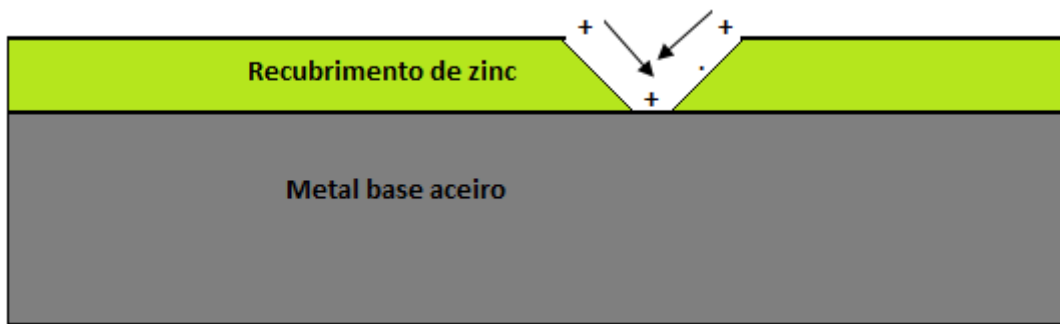 + +
Recubrimento de zinc
+
Metal base aceiro